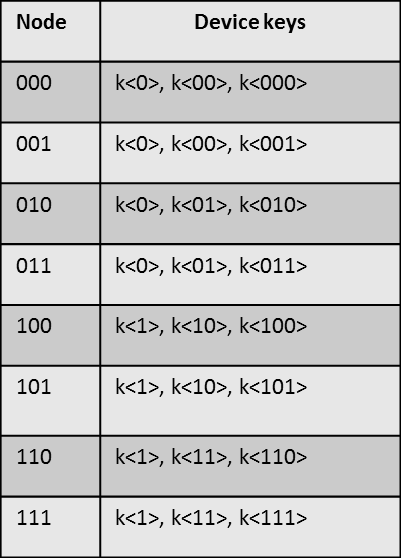 Node Device keys
000 k<0>, k<00>, k<000>
001 k<0>, k<00>, k<001>
010 k<0>, k<01>, k<010>
011 k<0>, k<01>, k<011>
100 k<1>, k<10>, k<100>
101 k<1>, k<10>, k<101>
110 k<1>, k<11>, k<110>
111 k<1>, k<11>, k<111>